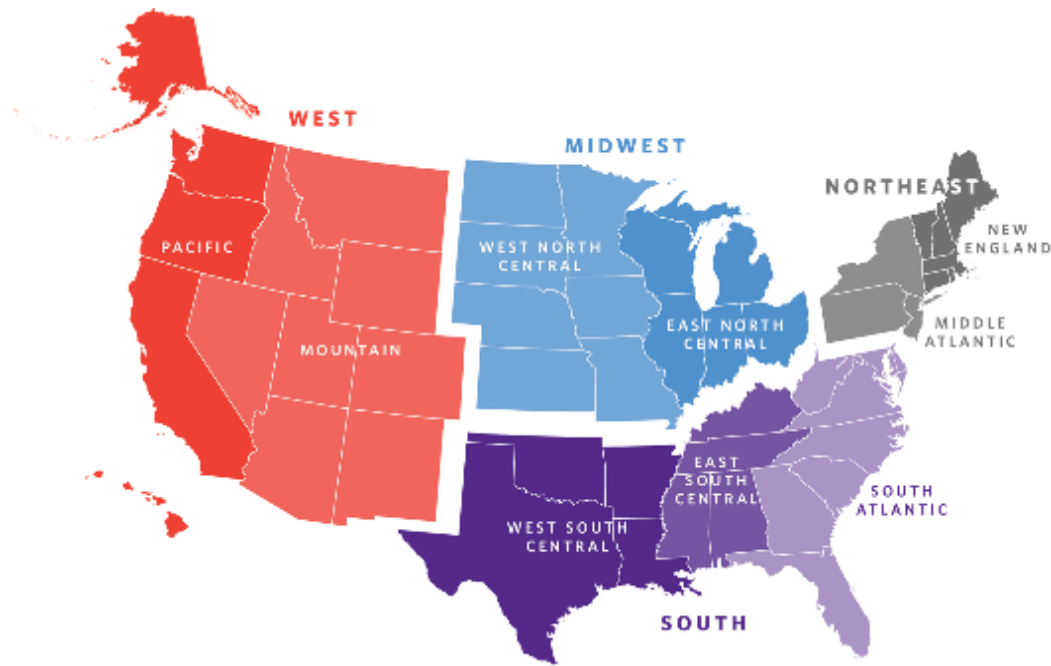 WEST
MIDWEST
NORTHEAST
NEW
ENGLAND
PACIFIC
WEST NORTH
CENTRAL
EAST NORTH
CENTRAL
MIDDLE
ATLANTIC
MOUNTAIN
EAST
SOUTH
CENTRAL
SOUTH
ATLANTIC
WEST SOUTH
CENTRAL
SOUTH